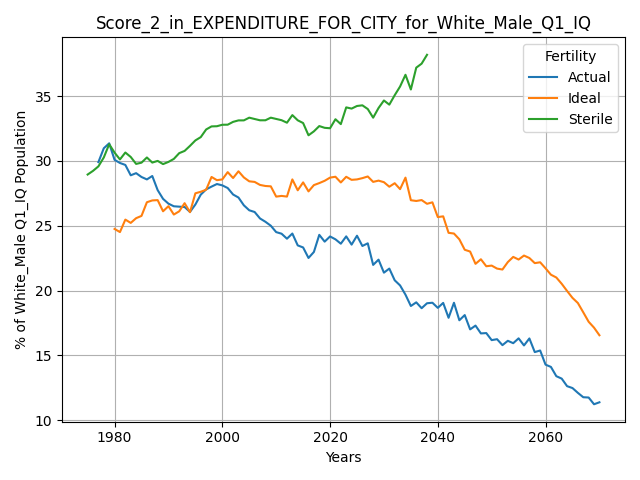 Score_2_in_EXPENDITURE_FOR_CITY_for_White_Male_Q1_IQ
% of White_Male Q1_IQ Population
35
30
25
20
15
10
Fertility
Actual
Ideal
Sterile
1980 2000 2020 2040 2060
Years